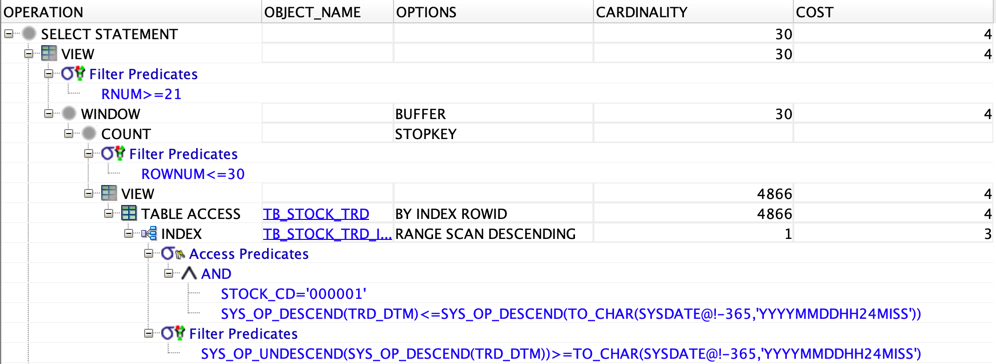 OPERATION OBJECT_NAME OPTIONS CARDINALITY COST
SELECT STATEMENT 30 4
VIEW 30 4
Filter Predicates
RNUM>=21
WINDOW BUFFER 30 4
COUNT STOPKEY
Filter Predicates
ROWNUM<=30
VIEW 4866 4
TABLE ACCESS TB_STOCK_TRD BY INDEX ROWID 4866 4
INDEX TB_STOCK_TRD_I... RANGE SCAN DESCENDING 1 3
Access Predicates
AND
STOCK_CD='000001'
SYS_OP_DESCEND(TRD_DTM)<=SYS_OP_DESCEND(TO_CHAR(SYSDATE@!-365,'YYYYMMDDHH24MISS'))
Filter Predicates
SYS_OP_UNDESCEND(SYS_OP_DESCEND(TRD_DTM))>=TO_CHAR(SYSDATE@!-365,'YYYYMMDDHH24MISS')